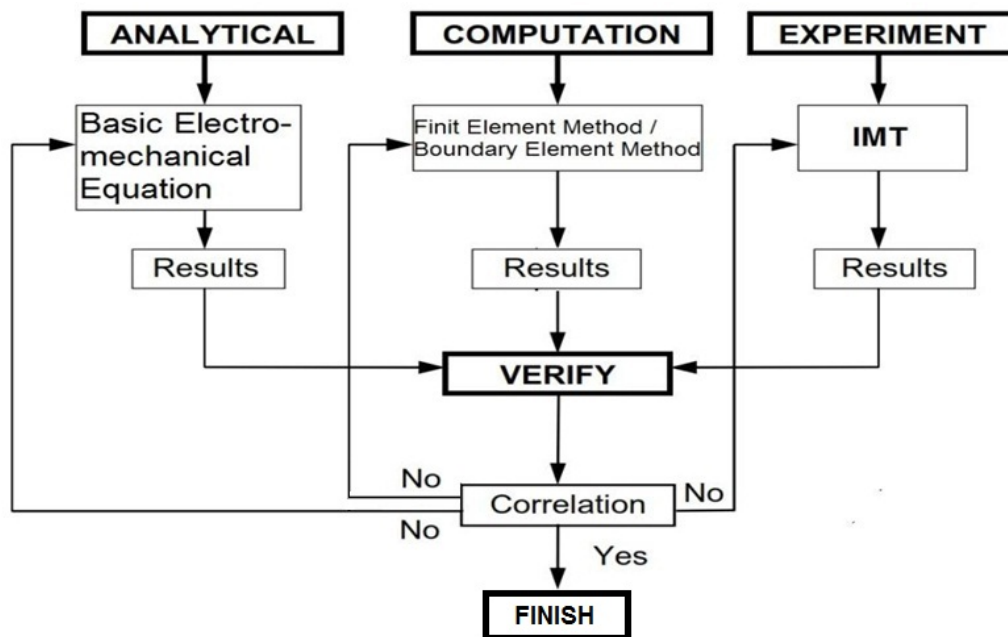 ANALYTICAL
COMPUTATION
EXPERIMENT
Basic Electro-
mechanical
Equation
Finit Element Method /
Boundary Element Method
IMT
Results
Results
Results
VERIFY
No
No
Correlation
No
Yes
FINISH